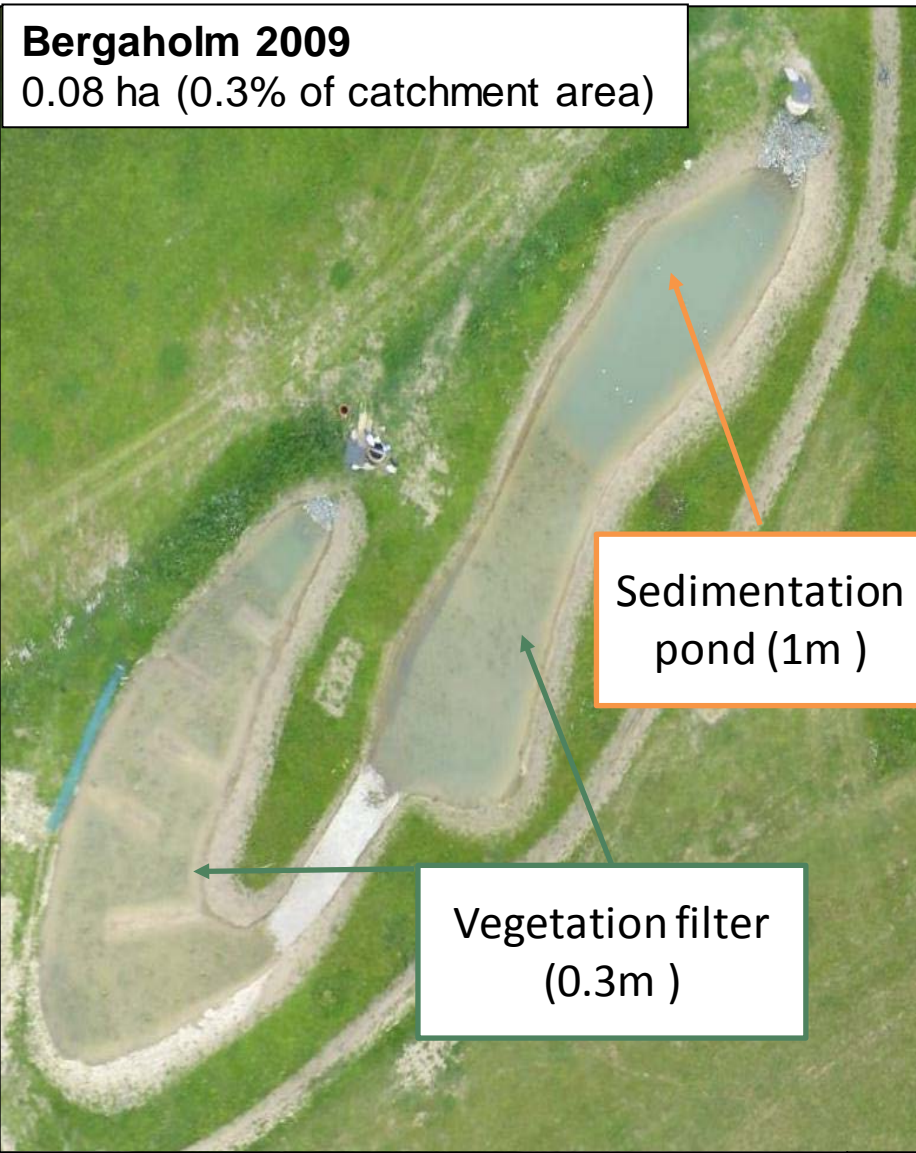 Bergaholm 2009
0.08 ha (0.3% of catchment area)
Sedimentation
pond (1m )
Vegetation filter
(0.3m )